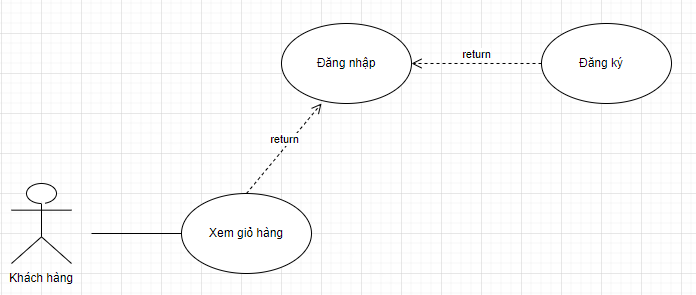 Đăng nhập
return
Đăng ký
return
Xem giỏ hàng
Khách hàng